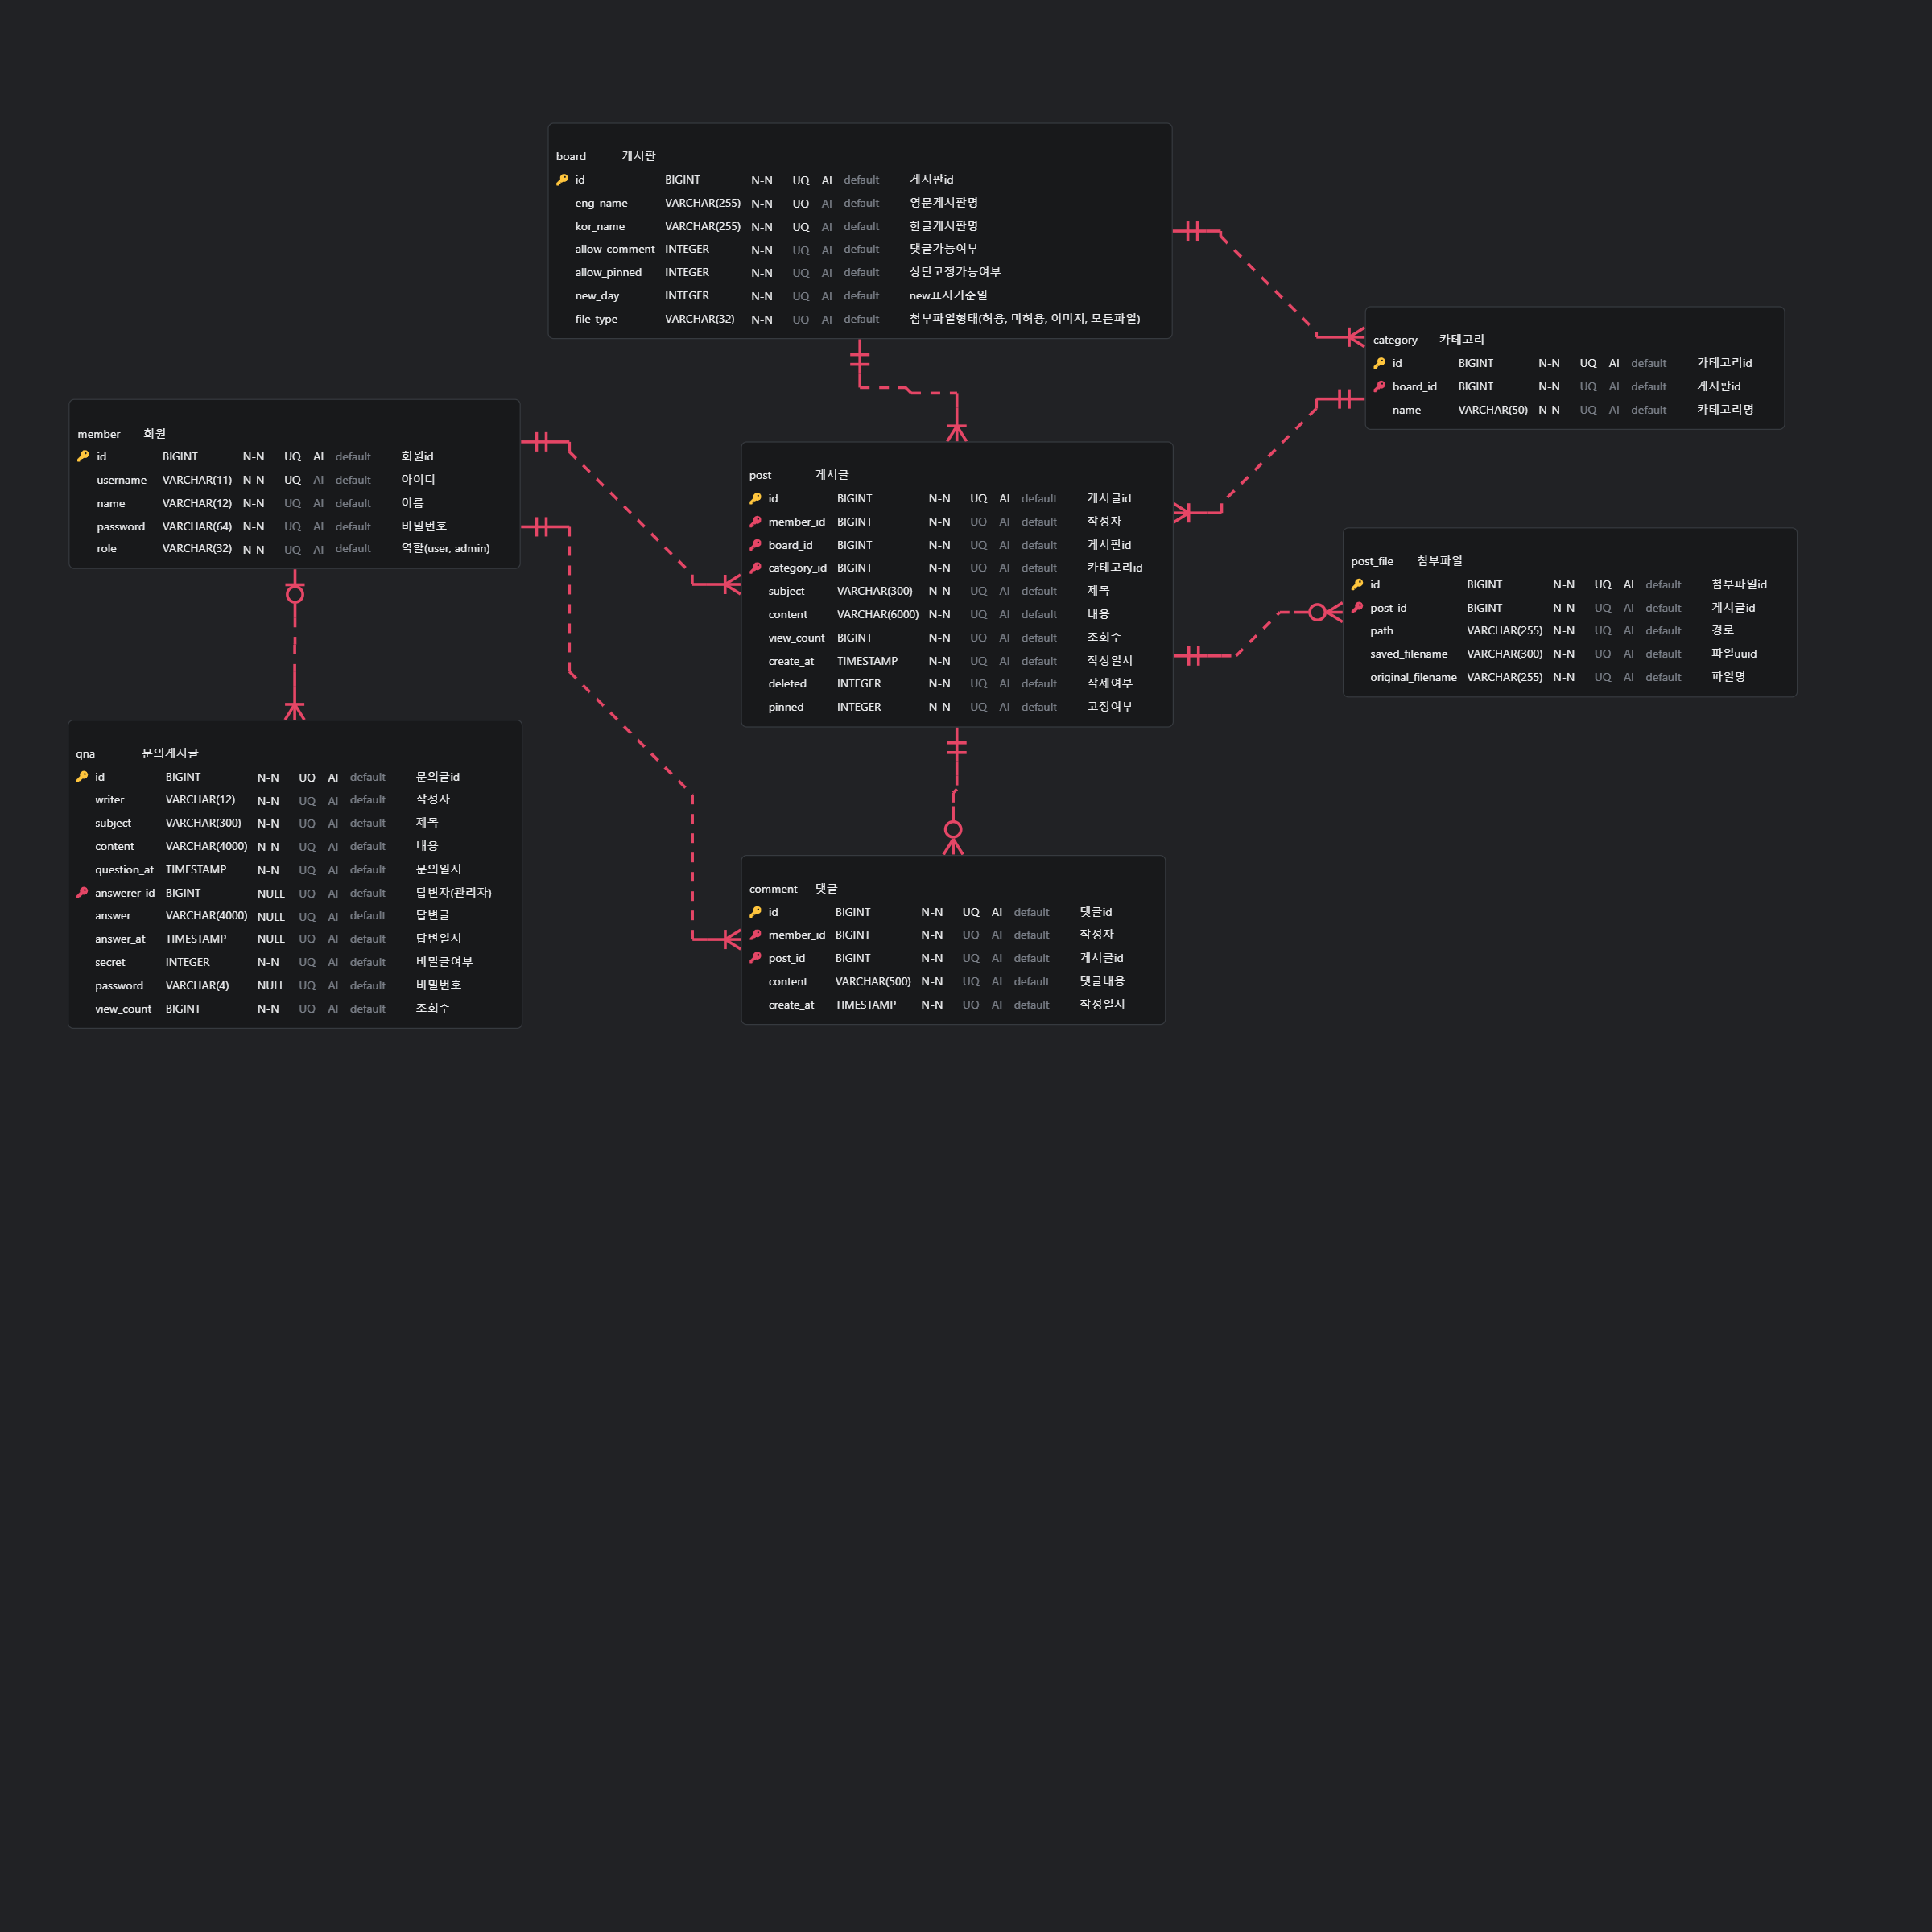 board 게시판
id BIGINT N-N UQ AI default 게시판id
eng_name VARCHAR(255) N-N UQ AI default 영문게시판명
kor_name VARCHAR(255) N-N UQ AI default 한글게시판명
allow_comment INTEGER N-N UQ AI default 댓글가능여부
allow_pinned INTEGER N-N UQ AI default 상단고정가능여부
new_day INTEGER N-N UQ AI default new표시기준일
file_type VARCHAR(32) N-N UQ AI default 첨부파일형태(허용, 미허용, 이미지, 모든파일)
category 카테고리
id BIGINT N-N UQ AI default 카테고리id
board_id BIGINT N-N UQ AI default 게시판id
name VARCHAR(50) N-N UQ AI default 카테고리명
member 회원
id BIGINT N-N UQ AI default 회원id
username VARCHAR(11) N-N UQ AI default 아이디
name VARCHAR(12) N-N UQ AI default 이름
password VARCHAR(64) N-N UQ AI default 비밀번호
role VARCHAR(32) N-N UQ AI default 역할(user, admin)
post 게시글
id BIGINT N-N UQ AI default 게시글id
member_id BIGINT N-N UQ AI default 작성자
board_id BIGINT N-N UQ AI default 게시판id
category_id BIGINT N-N UQ AI default 카테고리id
subject VARCHAR(300) N-N UQ AI default 제목
content VARCHAR(6000) N-N UQ AI default 내용
view_count BIGINT N-N UQ AI default 조회수
create_at TIMESTAMP N-N UQ AI default 작성일시
deleted INTEGER N-N UQ AI default 삭제여부
pinned INTEGER N-N UQ AI default 고정여부
post_file 첨부파일
id BIGINT N-N UQ AI default 첨부파일id
post_id BIGINT N-N UQ AI default 게시글id
path VARCHAR(255) N-N UQ AI default 경로
saved_filename VARCHAR(300) N-N UQ AI default 파일uuid
original_filename VARCHAR(255) N-N UQ AI default 파일명
qna 문의게시글
id BIGINT N-N UQ AI default 문의글id
writer VARCHAR(12) N-N UQ AI default 작성자
subject VARCHAR(300) N-N UQ AI default 제목
content VARCHAR(4000) N-N UQ AI default 내용
question_at TIMESTAMP N-N UQ AI default 문의일시
answerer_id BIGINT NULL UQ AI default 답변자(관리자)
answer VARCHAR(4000) NULL UQ AI default 답변글
answer_at TIMESTAMP NULL UQ AI default 답변일시
secret INTEGER N-N UQ AI default 비밀글여부
password VARCHAR(4) NULL UQ AI default 비밀번호
view_count BIGINT N-N UQ AI default 조회수
comment 댓글
id BIGINT N-N UQ AI default 댓글id
member_id BIGINT N-N UQ AI default 작성자
post_id BIGINT N-N UQ AI default 게시글id
content VARCHAR(500) N-N UQ AI default 댓글내용
create_at TIMESTAMP N-N UQ AI default 작성일시